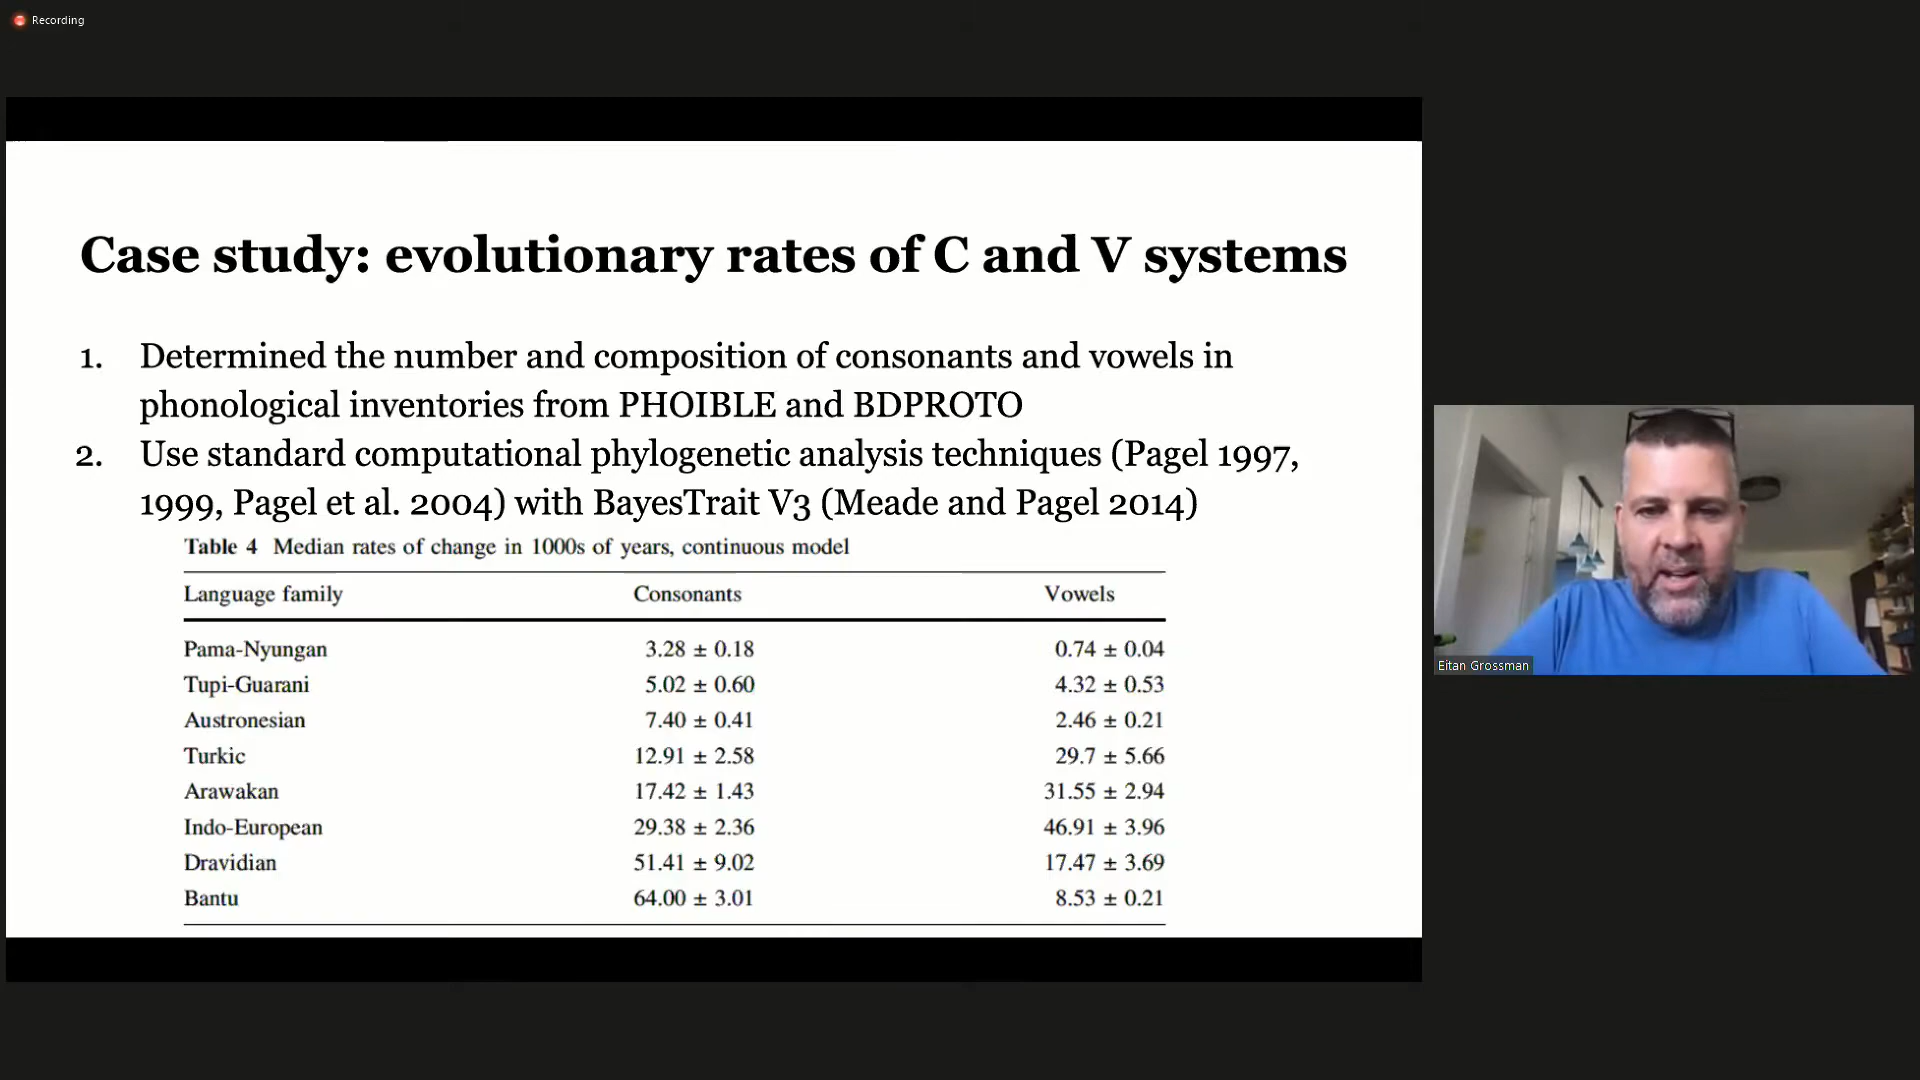 Recording
Case study: evolutionary rates of C and V systems
1. Determined the number and composition of consonants and vowels in
phonological inventories from PHOIBLE and BDPROTO
2. Use standard computational phylogenetic analysis techniques (Pagel 1997,
1999, Pagel et al. 2004) with BayesTrait V3 (Meade and Pagel 2014)
Table 4 Median rates of change in 1000s of years, continuous model
Language family Consonants Vowels
Pama-Nyungan 3.28 ± 0.18 0.74 ± 0.04
Tupi-Guarani 5.02 ± 0.60 4.32 ± 0.53
Austronesian 7.40 ± 0.41 2.46 ± 0.21
Turkic 12.91 ± 2.58 29.7 ± 5.66
Arawakan 17.42 ± 1.43 31.55 ± 2.94
Indo-European 29.38 ± 2.36 46.91 ± 3.96
Dravidian 51.41 ± 9.02 17.47 ± 3.69
Bantu 64.00 ± 3.01 8.53 ± 0.21
Eitan Grossman